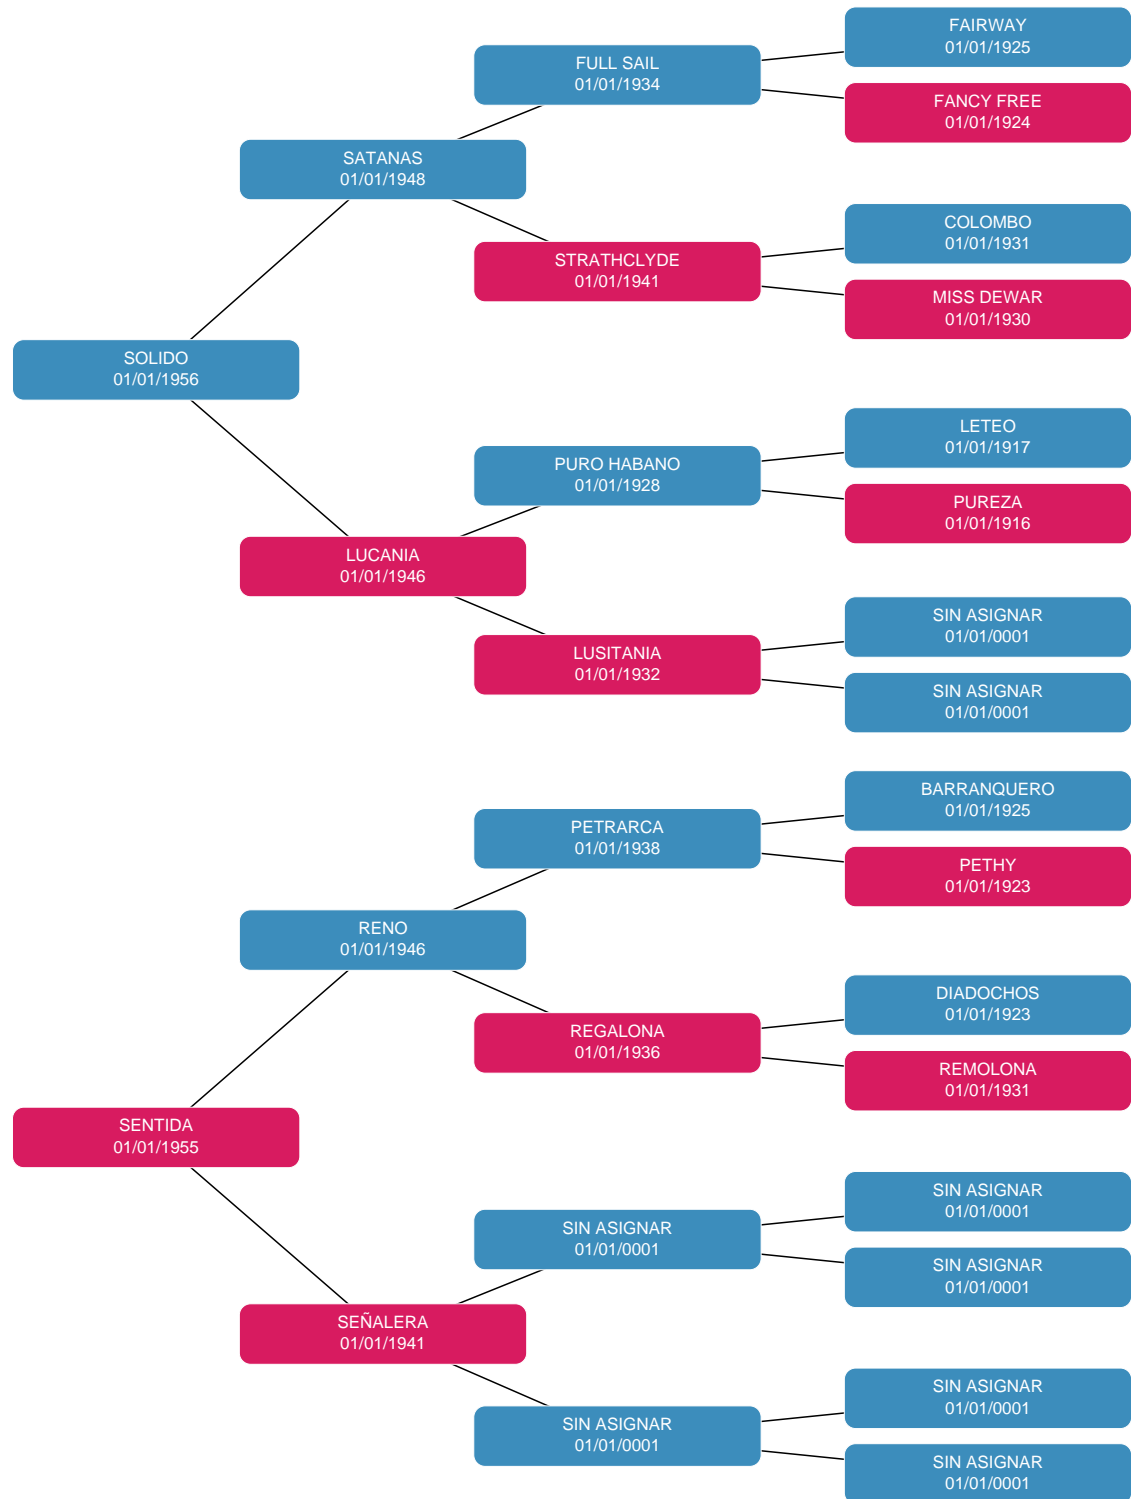 FAIRWAY
01/01/1925
FULL SAIL
01/01/1934
FANCY FREE
01/01/1924
SATANAS
01/01/1948
COLOMBO
01/01/1931
STRATHCLYDE
01/01/1941
MISS DEWAR
01/01/1930
SOLIDO
01/01/1956
LETEO
01/01/1917
PURO HABANO
01/01/1928
PUREZA
01/01/1916
LUCANIA
01/01/1946
SIN ASIGNAR
01/01/0001
LUSITANIA
01/01/1932
SIN ASIGNAR
01/01/0001
BARRANQUERO
01/01/1925
PETRARCA
01/01/1938
PETHY
01/01/1923
RENO
01/01/1946
DIADOCHOS
01/01/1923
REGALONA
01/01/1936
REMOLONA
01/01/1931
SENTIDA
01/01/1955
SIN ASIGNAR
01/01/0001
SIN ASIGNAR
01/01/0001
SIN ASIGNAR
01/01/0001
SEÑALERA
01/01/1941
SIN ASIGNAR
01/01/0001
SIN ASIGNAR
01/01/0001
SIN ASIGNAR
01/01/0001